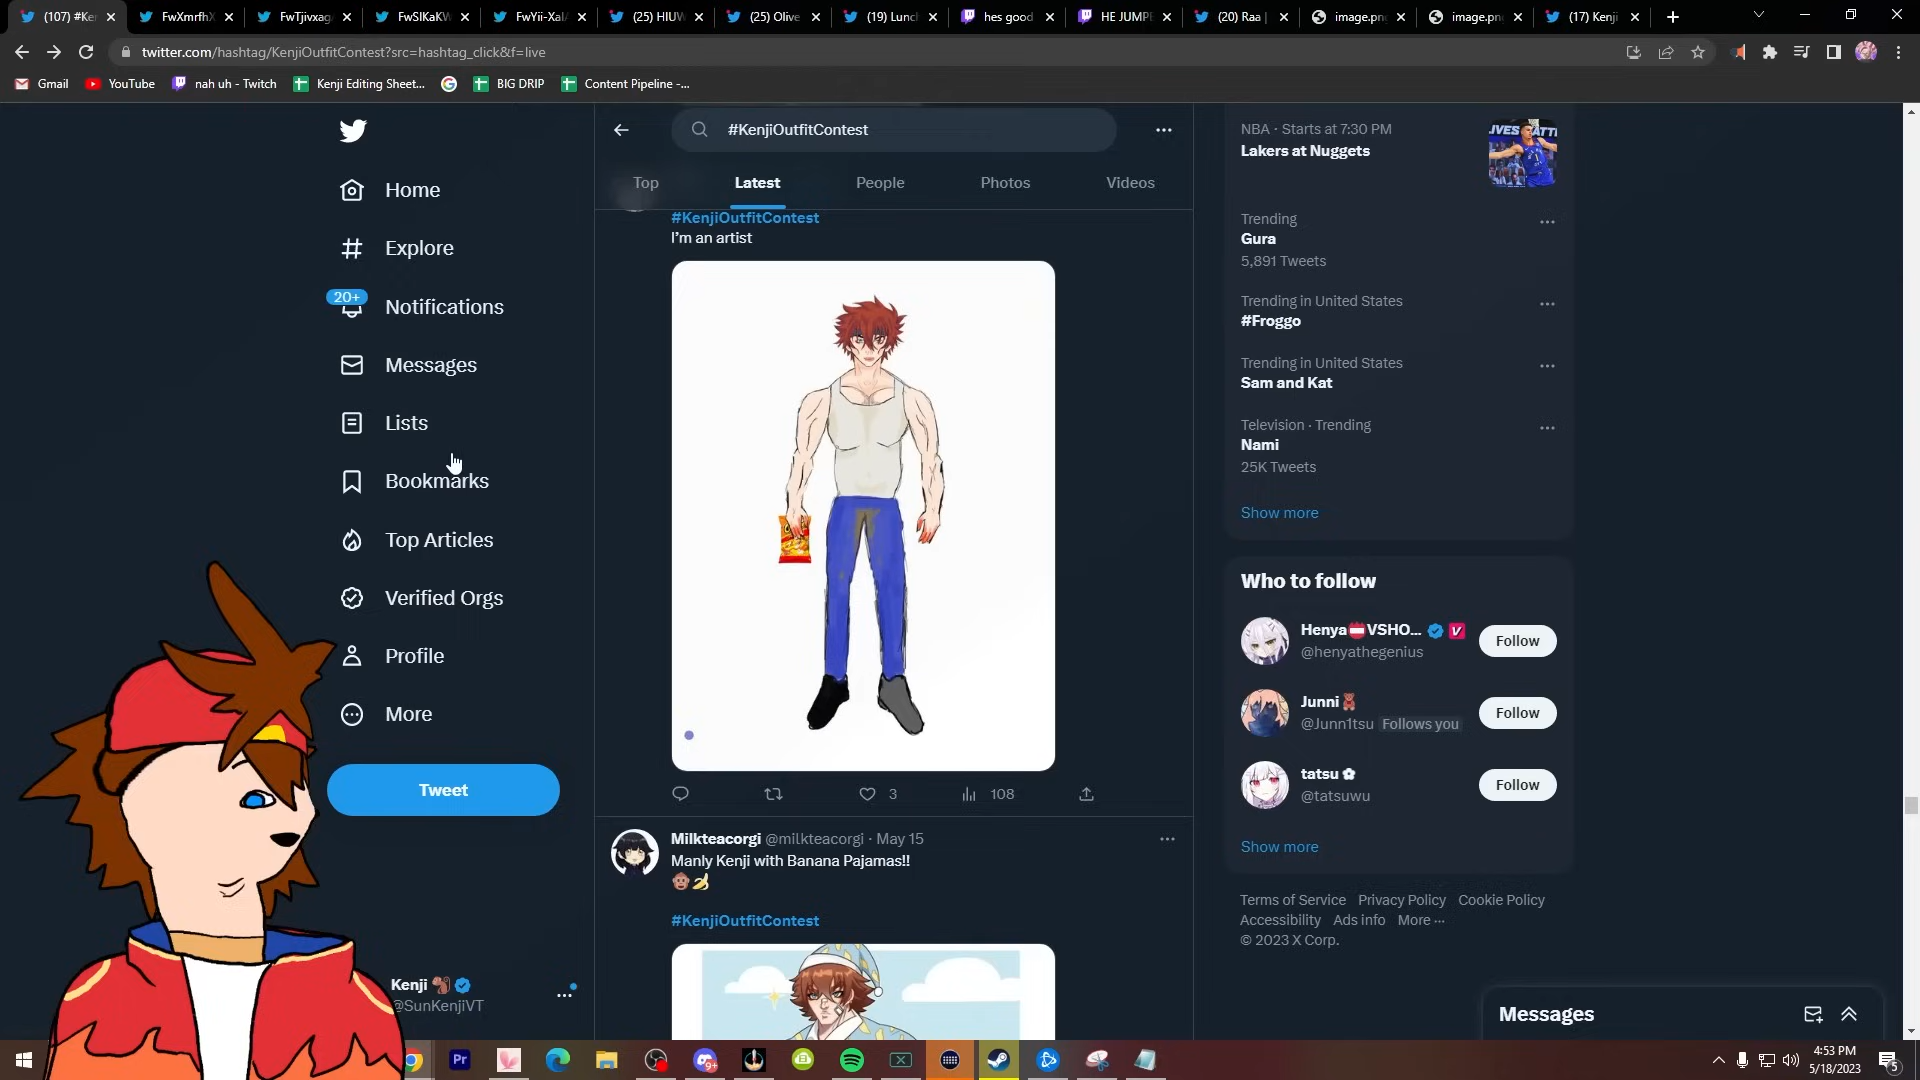 (107) #Ke
FwXmrfhX
FwTjivxag
FwSIKaKW
FwYii-XaI
(25) HIUW
(25) Olive
(19) Lunc
hes good
HE JUMP
(20) Raa |
image.pn
image.pn
(17) Kenji
twitter.com/hashtag/KenjiOutfitContest?src=hashtag_click&f=live
Gmail
YouTube
nah uh - Twitch
Kenji Editing Sheet...
BIG DRIP
Content Pipeline -...
Home
Explore
20+
Notifications
Messages
Lists
Bookmarks
Top Articles
Verified Orgs
Profile
More
Tweet
Kenji
@SunKenjiVT
#KenjiOutfitContest
Top
Latest
People
Photos
Videos
#KenjiOutfitContest
I'm an artist
3
108
Milkteacorgi @milkteacorgi · May 15
Manly Kenji with Banana Pajamas!!
#KenjiOutfitContest
NBA · Starts at 7:30 PM
Lakers at Nuggets
Trending
Gura
5,891 Tweets
Trending in United States
#Froggo
Trending in United States
Sam and Kat
Television · Trending
Nami
25K Tweets
Show more
Who to follow
Henya VSHO...
@henyathegenius
Follow
Junni
@Junn1tsu Follows you
Follow
tatsu
@tatsuwu
Follow
Show more
Terms of Service Privacy Policy Cookie Policy
Accessibility Ads info More ...
© 2023 X Corp.
Messages
Pr
9+
4:53 PM
5/18/2023
5